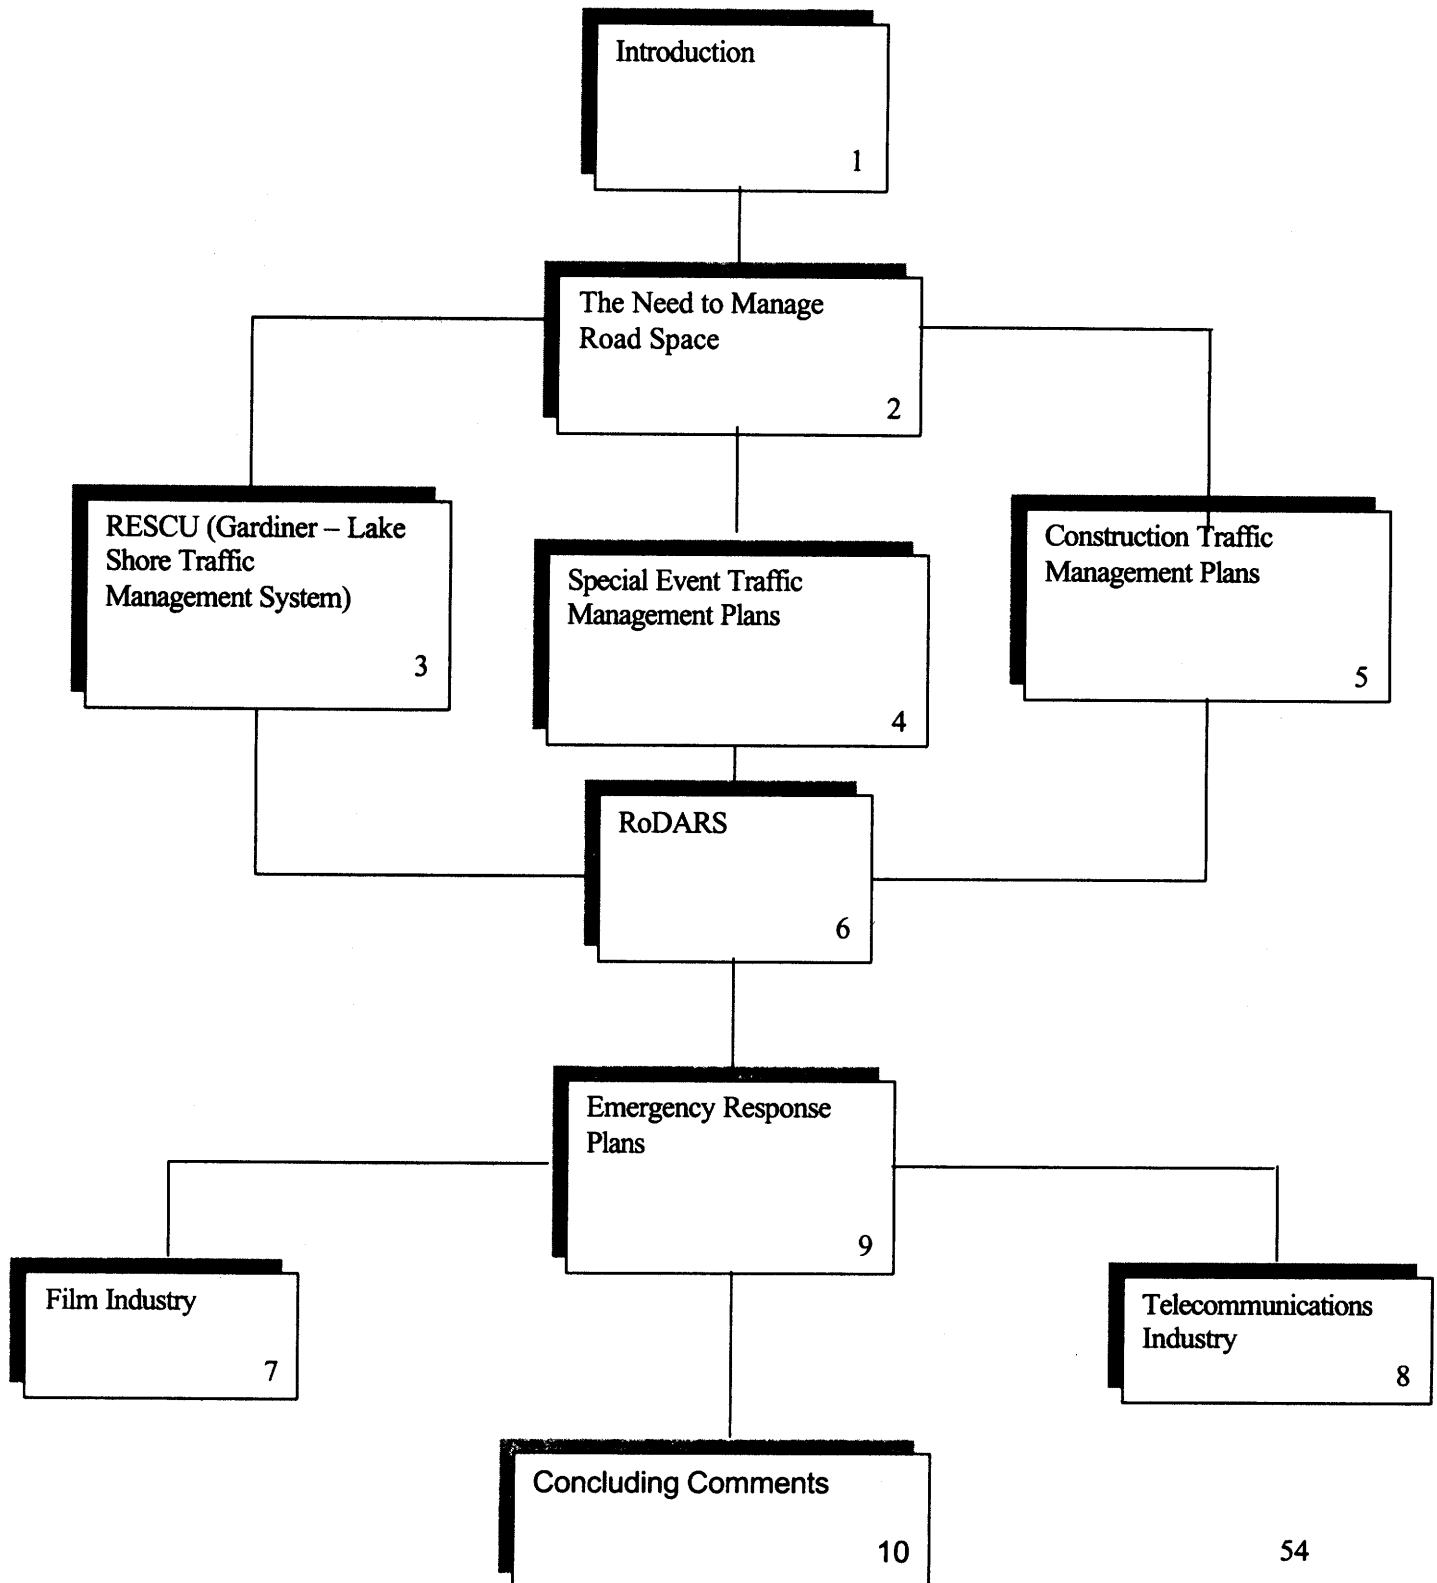 Introduction
1
The Need to Manage
Road Space
2
RESCU (Gardiner – Lake
Shore Traffic
Management System)
3
Special Event Traffic
Management Plans
4
Construction Traffic
Management Plans
5
RoDARS
6
Emergency Response
Plans
9
Film Industry
7
Telecommunications
Industry
8
Concluding Comments
10
54